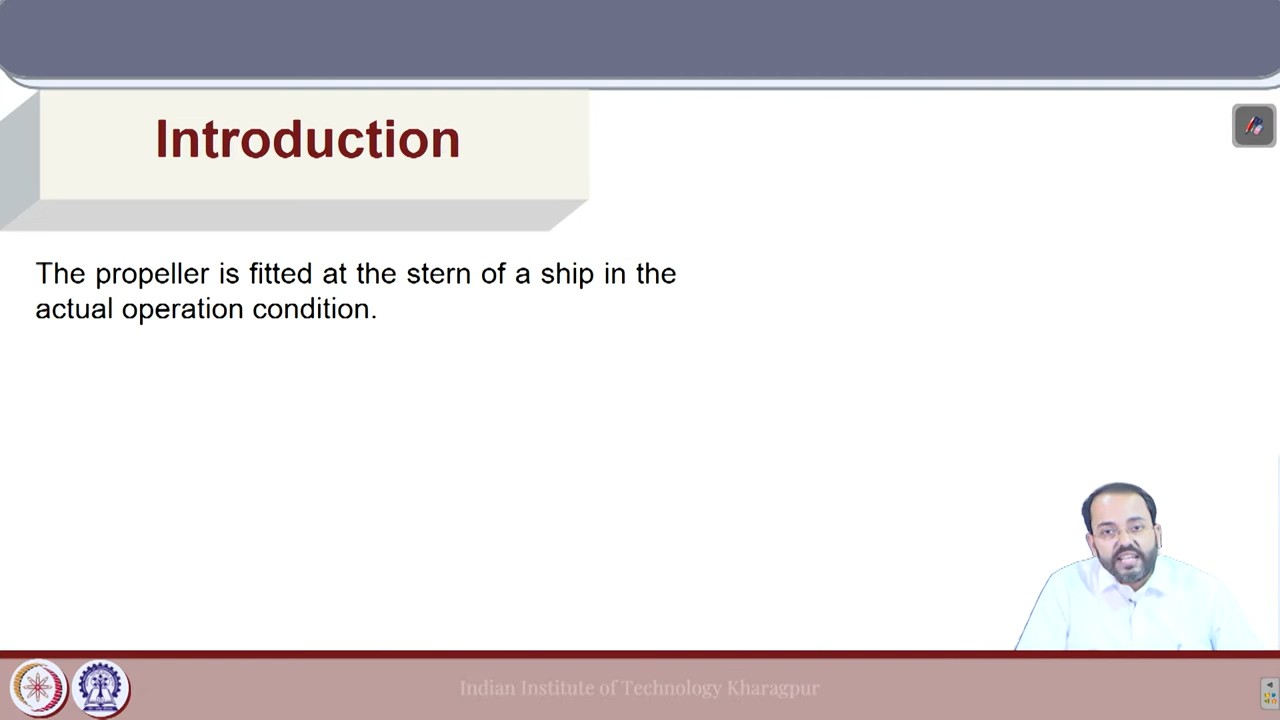 Introduction
The propeller is fitted at the stern of a ship in the
actual operation condition.
Indian Institute of Technology Kharagpur